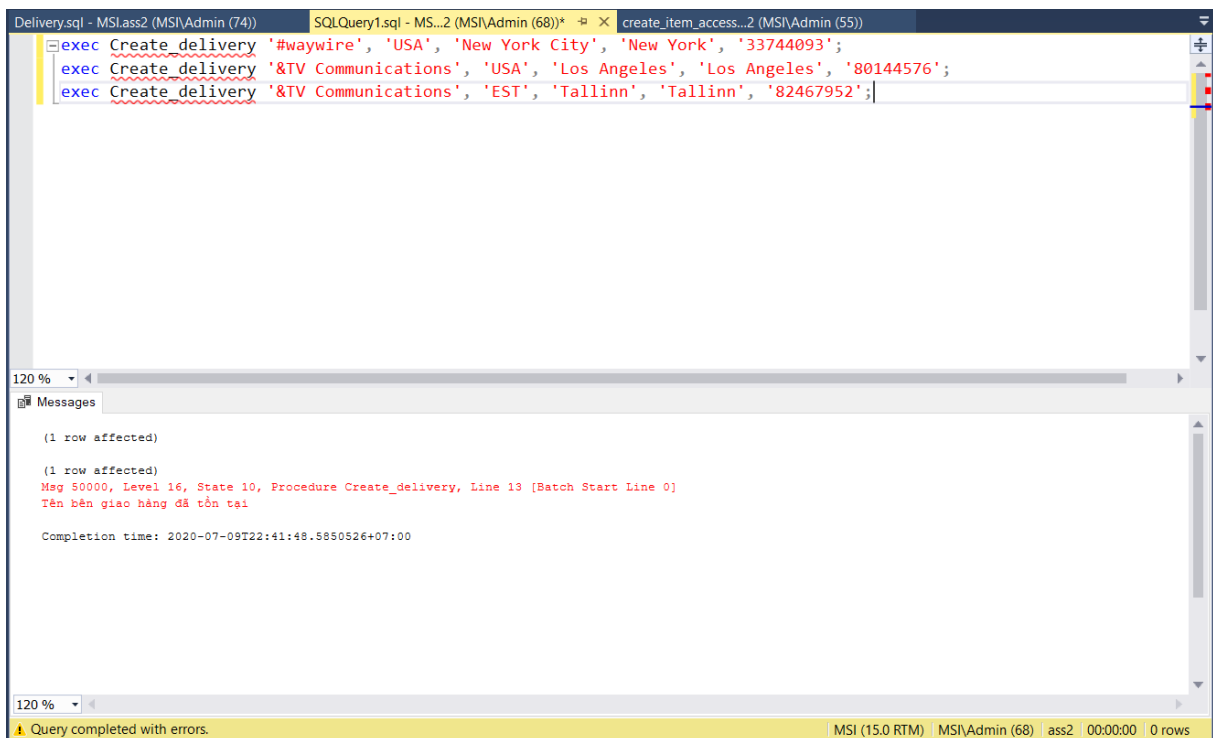 Delivery.sql - MSI.ass2 (MSI\Admin (74)) SQLQuery1.sql - MS...2 (MSI\Admin (68))* create_item_access...2 (MSI\Admin (55))
exec Create_delivery '#waywire', 'USA', 'New York City', 'New York', '33744093';
exec Create_delivery '&TV Communications', 'USA', 'Los Angeles', 'Los Angeles', '80144576';
exec Create_delivery '&TV Communications', 'EST', 'Tallinn', 'Tallinn', '82467952';
120 %
Messages
(1 row affected)
(1 row affected)
Msg 50000, Level 16, State 10, Procedure Create_delivery, Line 13 [Batch Start Line 0]
Tên bên giao hàng đã tồn tại
Completion time: 2020-07-09T22:41:48.5850526+07:00
120 %
Query completed with errors. MSI (15.0 RTM) MSI\Admin (68) ass2 00:00:00 0 rows